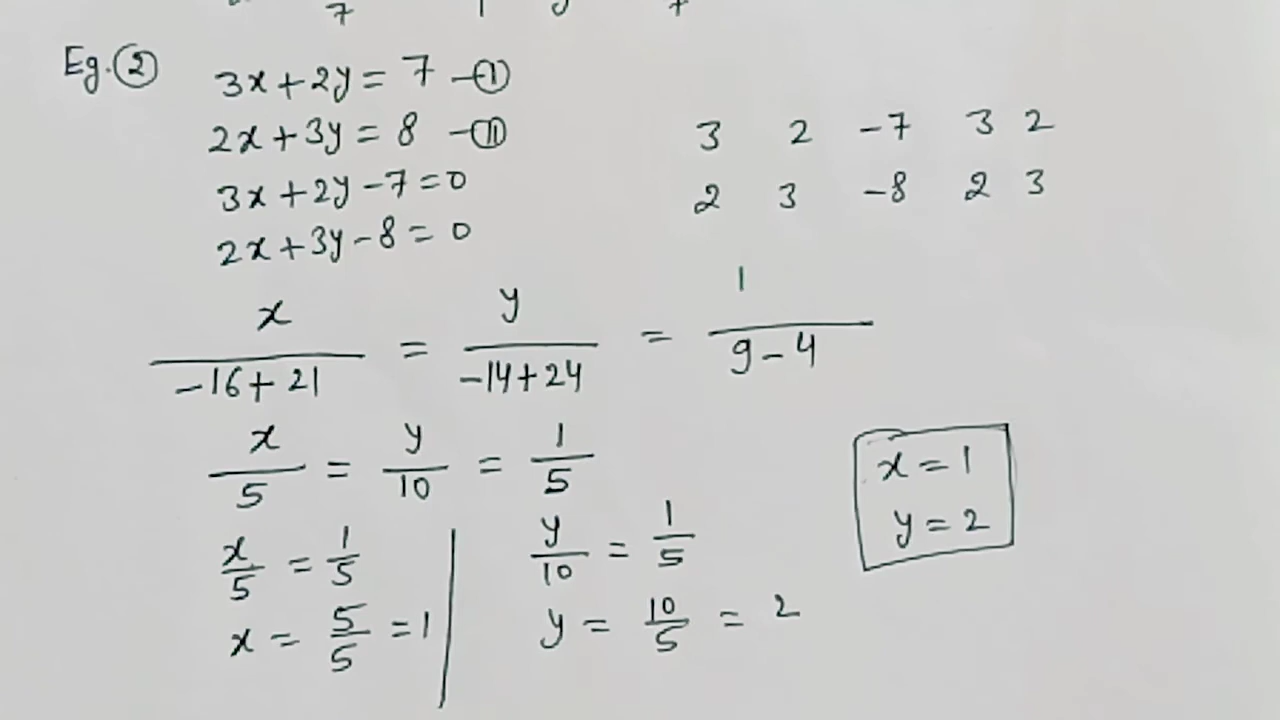 7 7
Eg. ② 3x + 2y = 7 —Ⓘ
2x + 3y = 8 —Ⓘⓘ
3 2 -7 3 2
3x + 2y - 7 = 0
2 3 -8 2 3
2x + 3y - 8 = 0
x/(-16 + 21) = y/(-14 + 24) = 1/(9 - 4)
x/5 = y/10 = 1/5
x = 1
y = 2
x/5 = 1/5
x = 5/5 = 1
y/10 = 1/5
y = 10/5 = 2